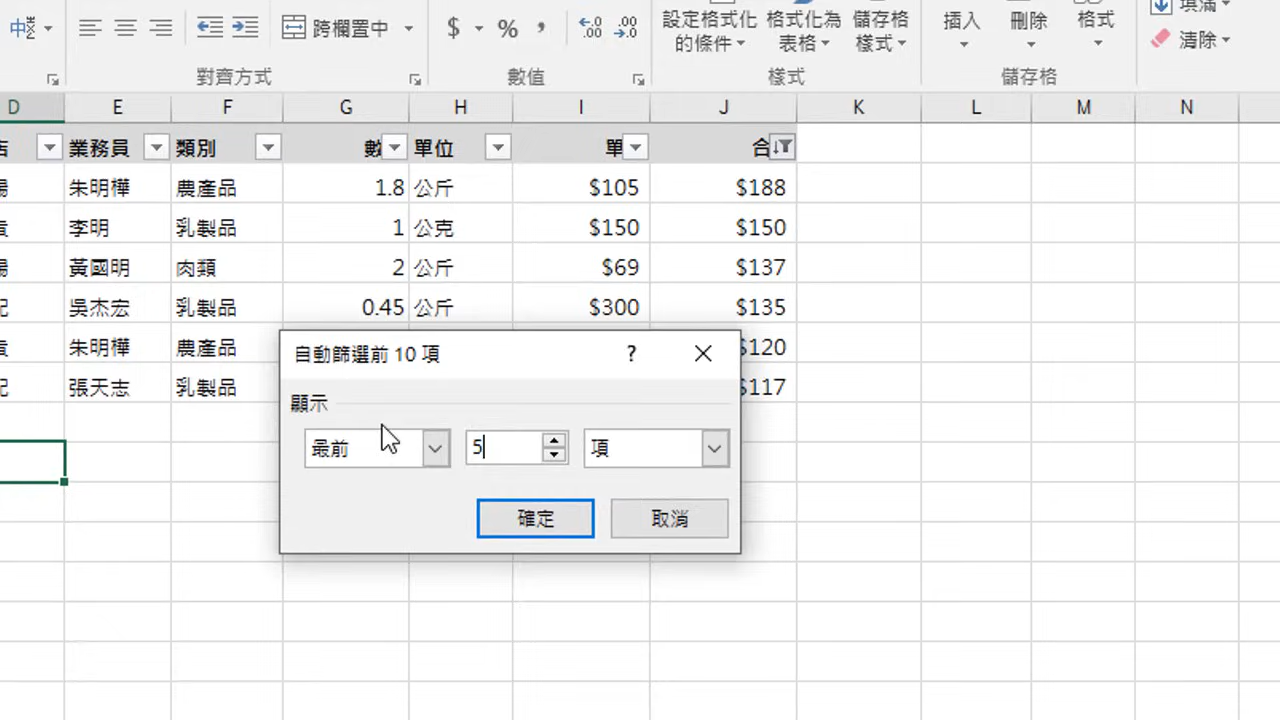 跨欄置中
$ % ,
設定格式化
的條件
格式化為
表格
儲存格
樣式
插入
刪除
格式
填滿
清除
對齊方式
數值
樣式
儲存格
D E F G H I J K L M N
業務員 類別 數 單位 單 合
朱明樺 農產品 1.8 公斤 $105 $188
李明 乳製品 1 公克 $150 $150
黃國明 肉類 2 公斤 $69 $137
吳杰宏 乳製品 0.45 公斤 $300 $135
朱明樺 農產品 $120
張天志 乳製品 $117
自動篩選前 10 項 ?
顯示
最前 5 項
確定 取消